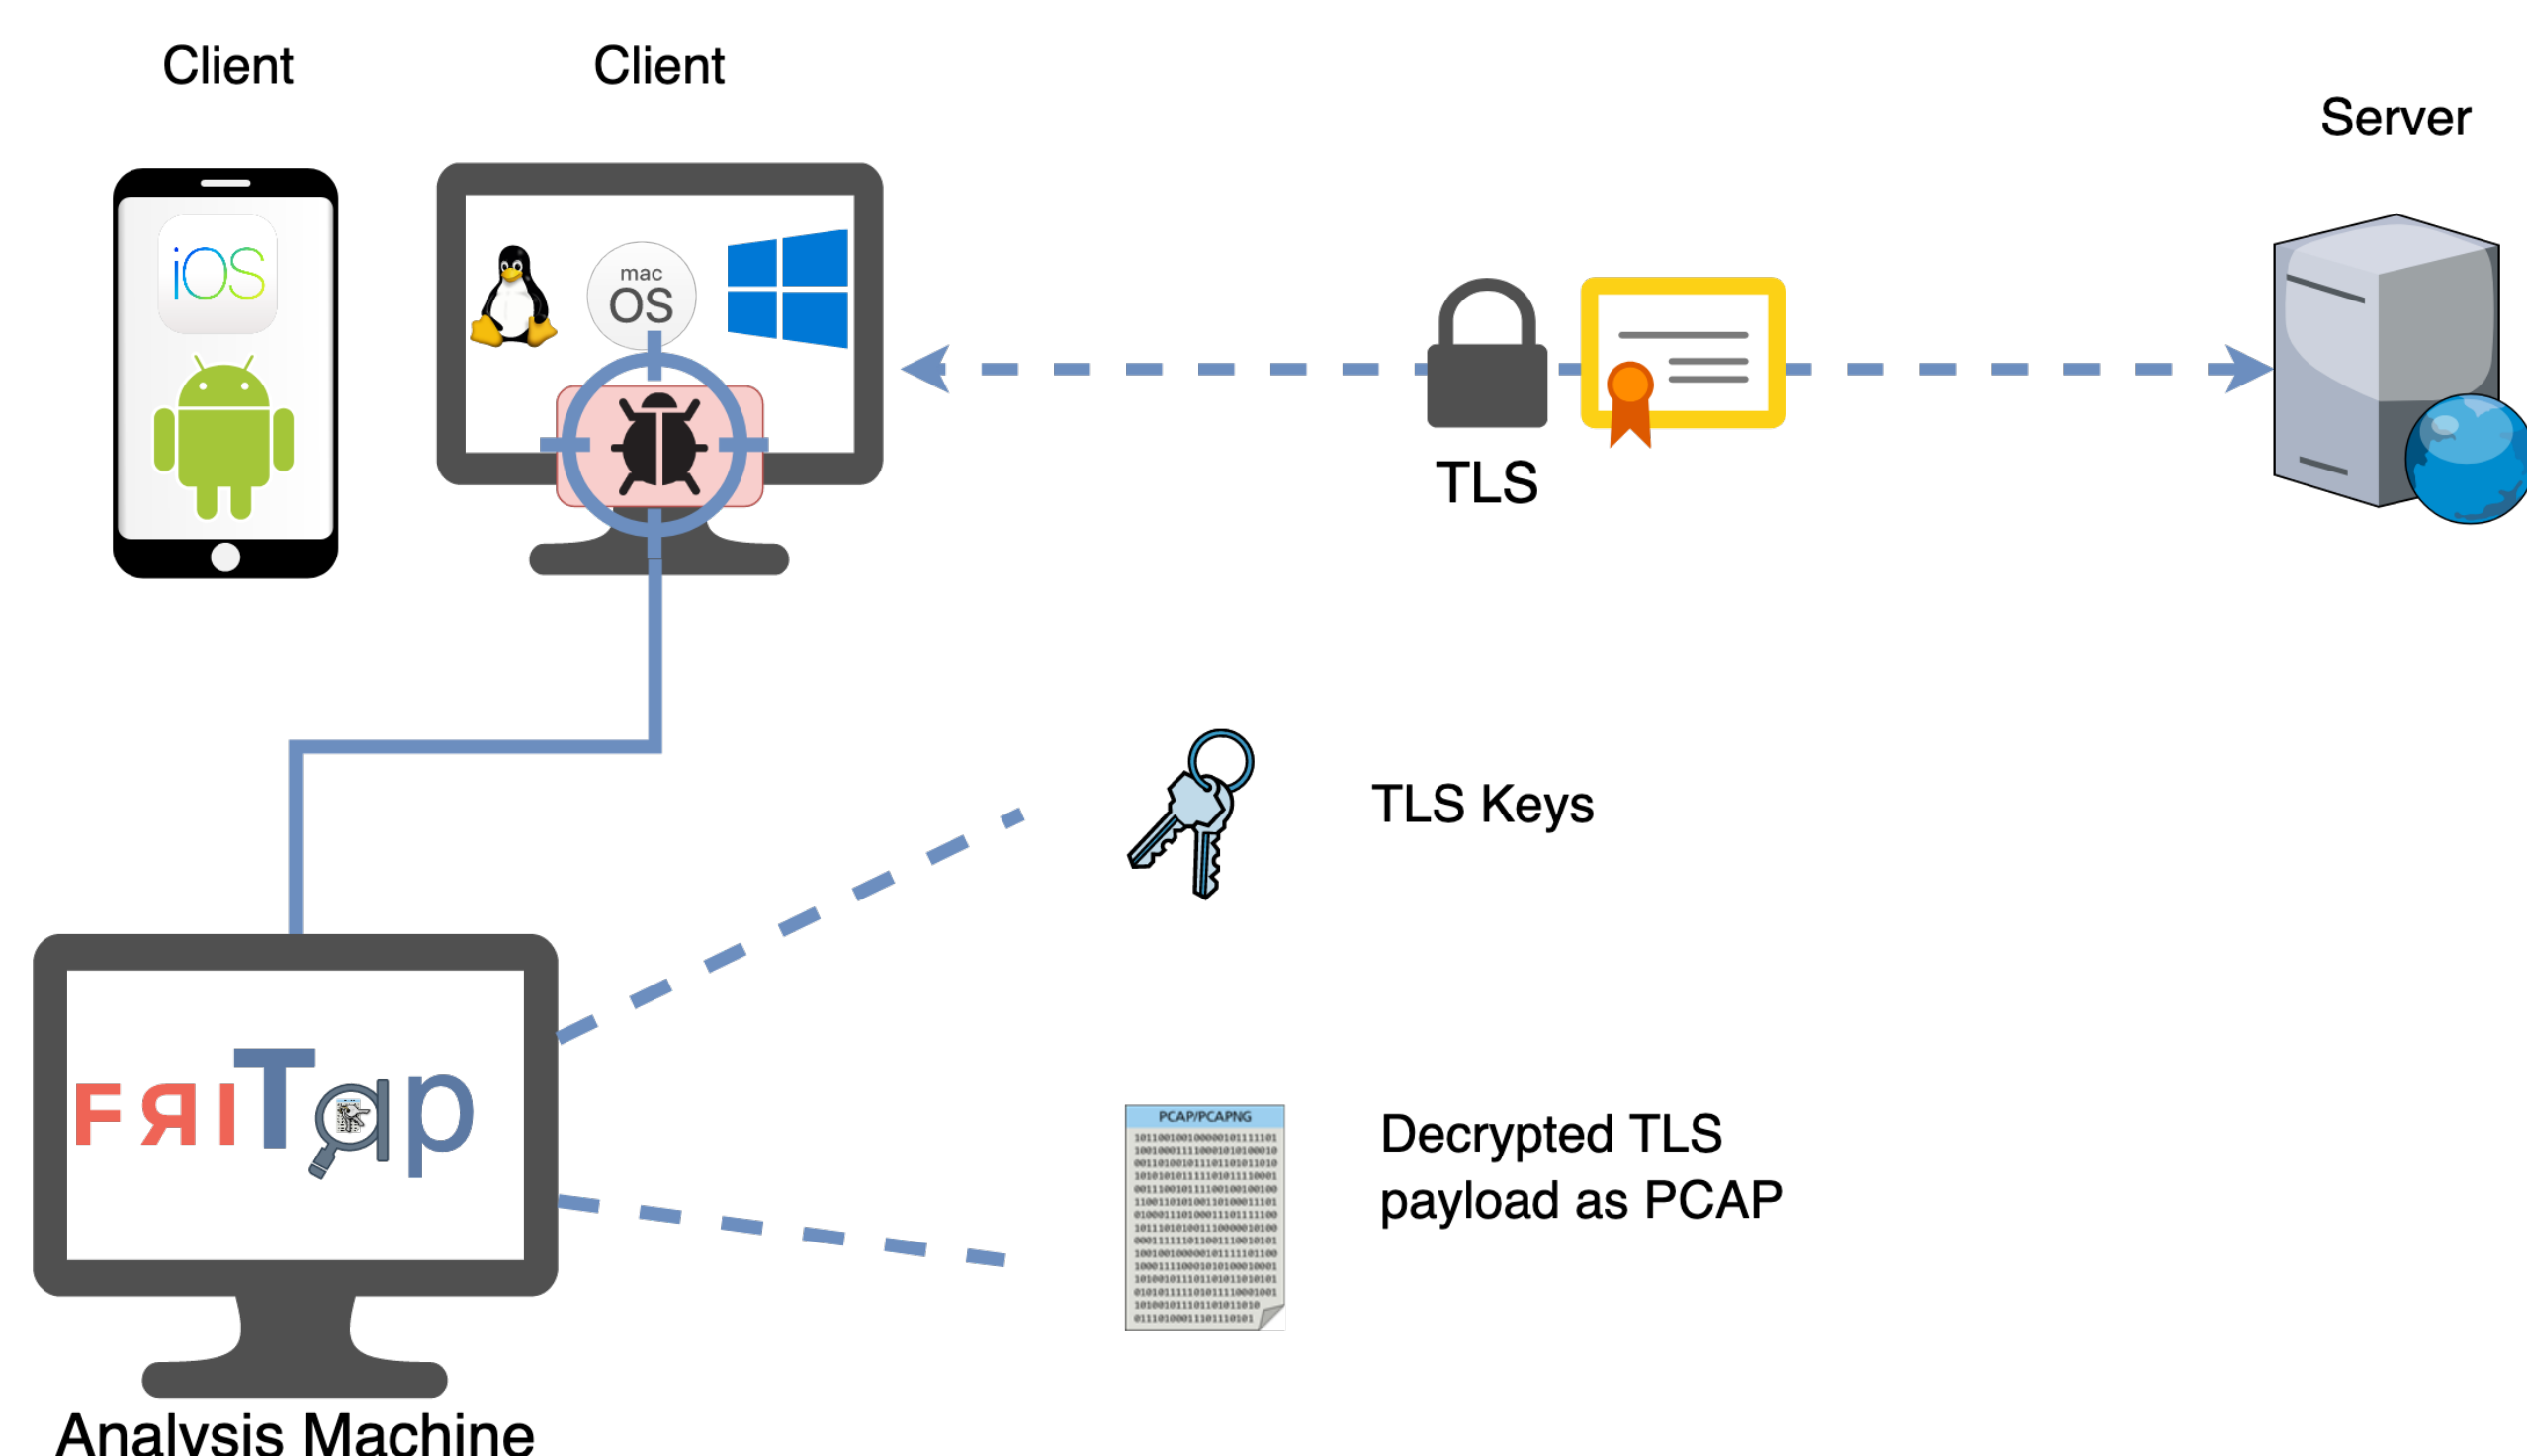 Client
Client
Server
iOS
mac
OS
TLS
TLS Keys
FRITap
PCAP/PCAPNG
Decrypted TLS
payload as PCAP
Analysis Machine